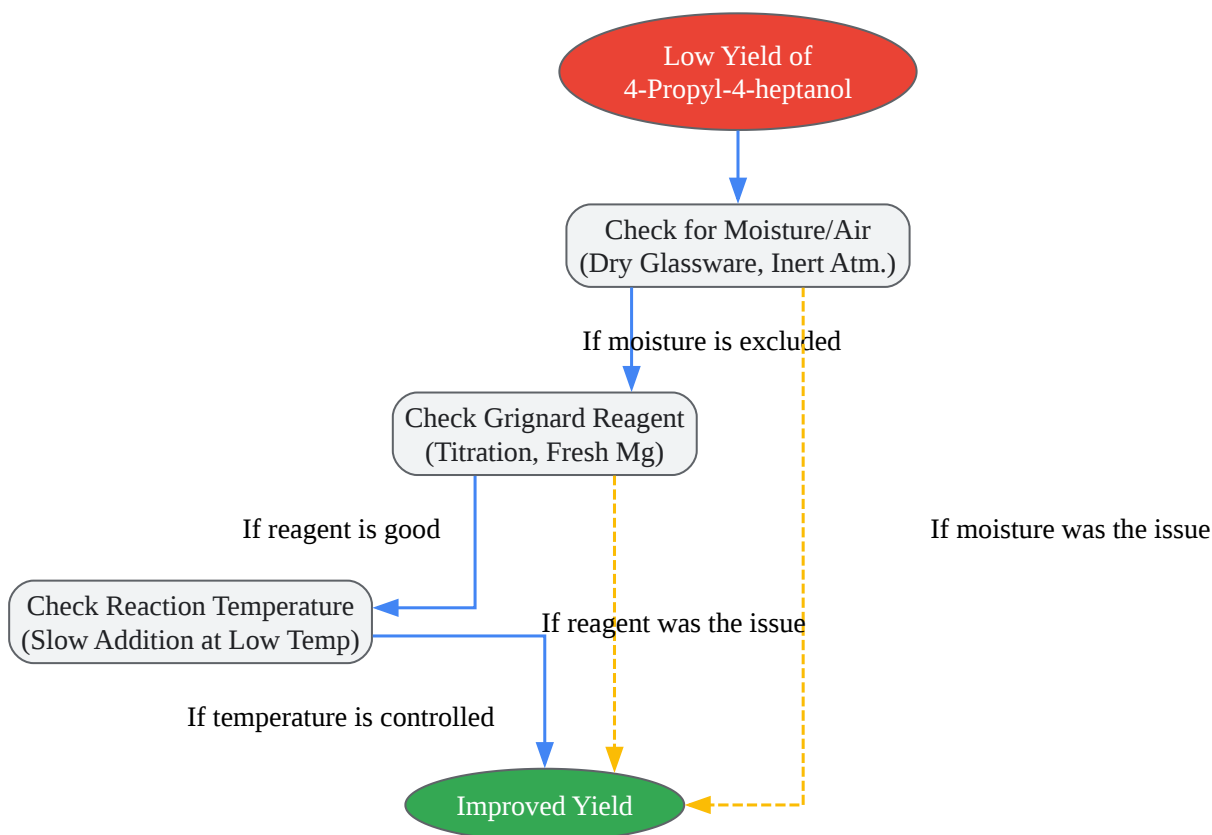 Low Yield of
4-Propyl-4-heptanol
Check for Moisture/Air
(Dry Glassware, Inert Atm.)
If moisture is excluded
Check Grignard Reagent
(Titration, Fresh Mg)
If reagent is good
If moisture was the issue
Check Reaction Temperature
(Slow Addition at Low Temp)
If reagent was the issue
If temperature is controlled
Improved Yield